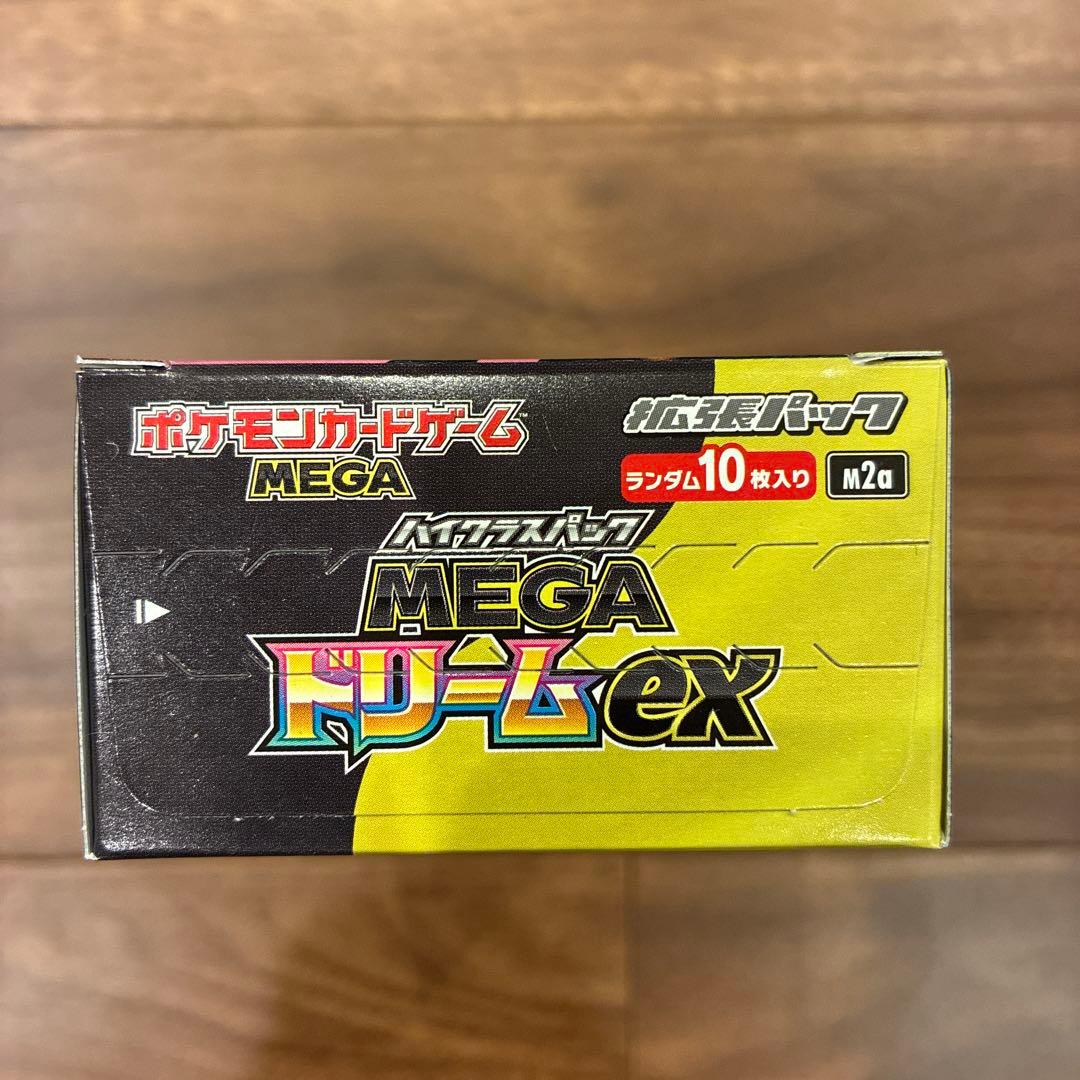 ポケモンカードゲーム™
MEGA
拡張パック
ランダム10枚入り M2a
ハイクラスパック
MEGA
ドリームex